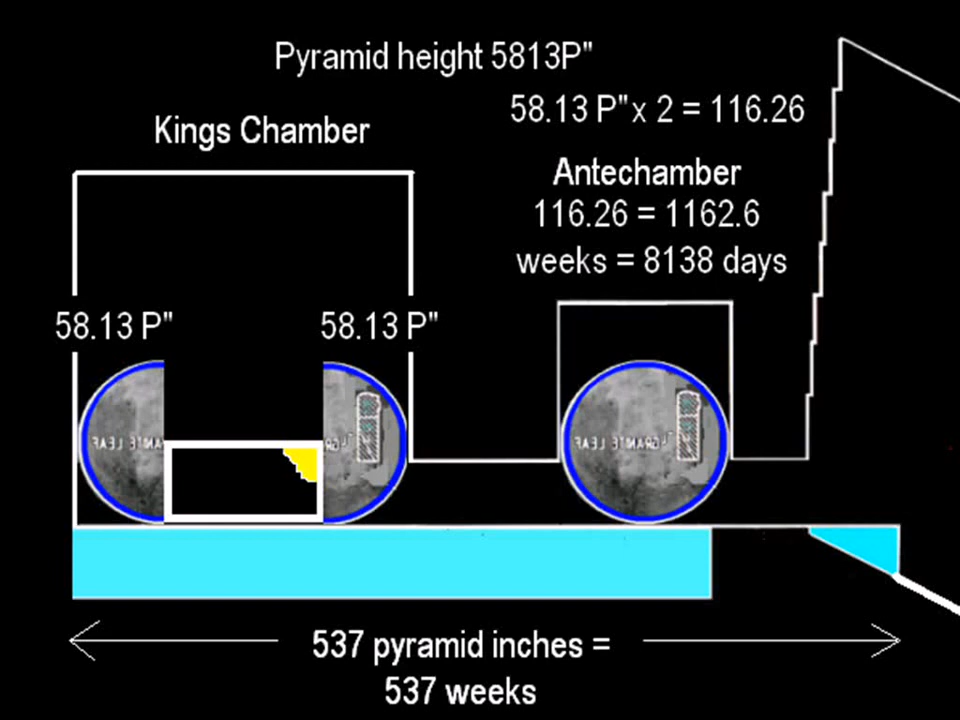 Pyramid height 5813P"
58.13 P" x 2 = 116.26
Kings Chamber
Antechamber
116.26 = 1162.6
weeks = 8138 days
58.13 P"
58.13 P"
537 pyramid inches =
537 weeks